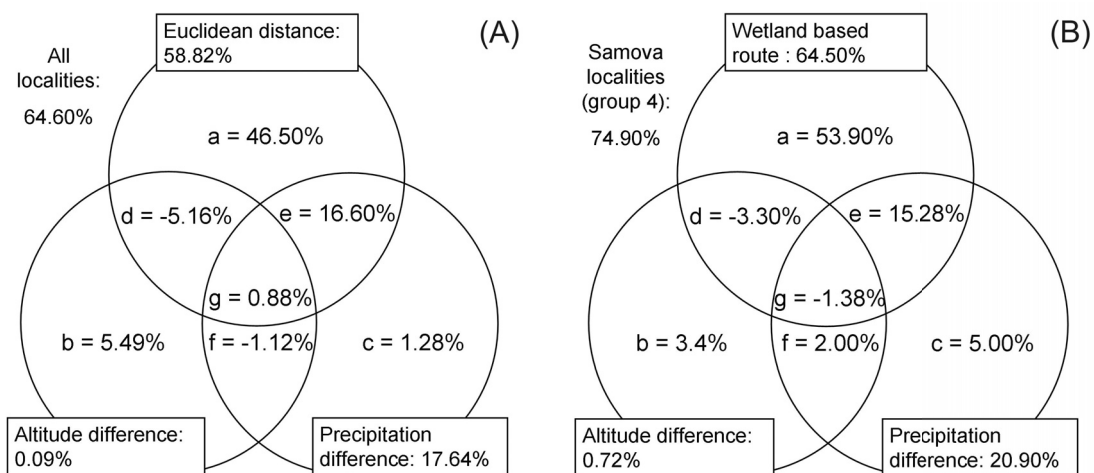 Euclidean distance:
58.82%
(A)
All
localities:
64.60%
a = 46.50%
d = -5.16%
e = 16.60%
g = 0.88%
b = 5.49%
f = -1.12%
c = 1.28%
Altitude difference:
0.09%
Precipitation
difference: 17.64%
Wetland based
route : 64.50%
(B)
Samova
localities
(group 4):
74.90%
a = 53.90%
d = -3.30%
e = 15.28%
g = -1.38%
b = 3.4%
f = 2.00%
c = 5.00%
Altitude difference:
0.72%
Precipitation
difference: 20.90%